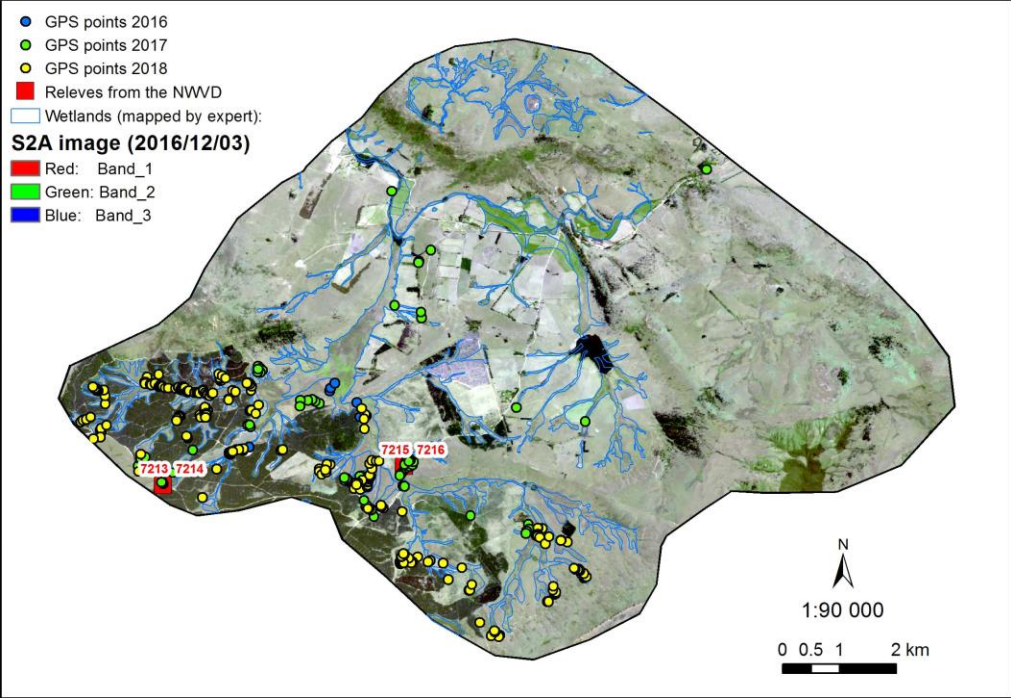 GPS points 2016
GPS points 2017
GPS points 2018
Releves from the NWVD
Wetlands (mapped by expert):
S2A image (2016/12/03)
Red: Band_1
Green: Band_2
Blue: Band_3
7215 7216
7213 7214
N
1:90 000
0 0.5 1 2 km